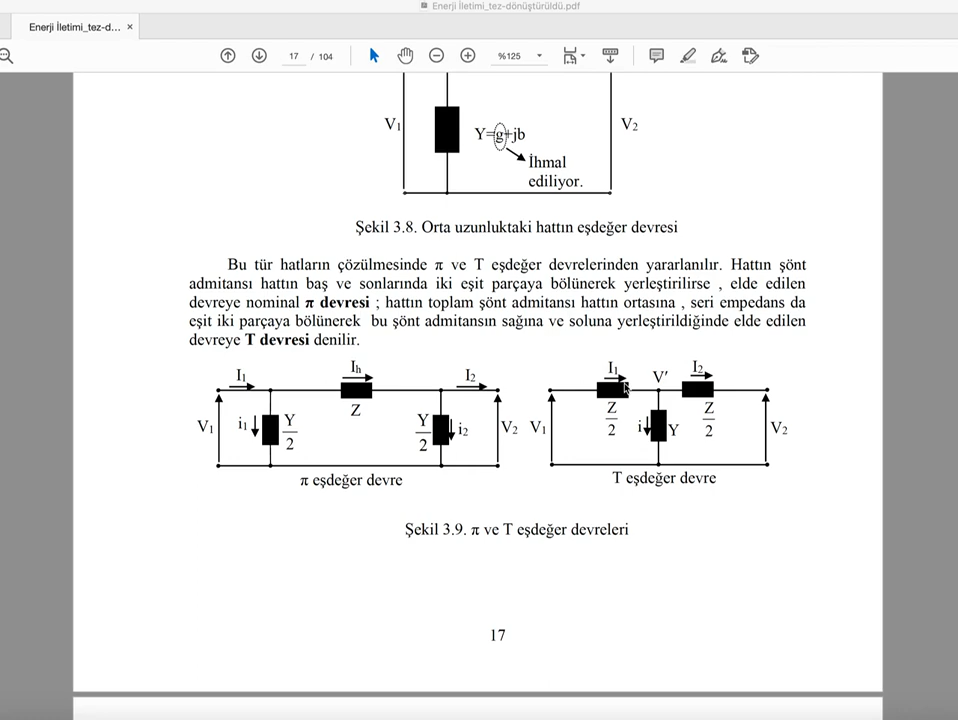 Enerji İletimi_tez-dönüştürüldü.pdf
Enerji İletimi_tez-d... ×
17 / 104 %125
V1 Y=g+jb V2
İhmal
ediliyor.
Şekil 3.8. Orta uzunluktaki hattın eşdeğer devresi
Bu tür hatların çözülmesinde π ve T eşdeğer devrelerinden yararlanılır. Hattın şönt
admitansı hattın baş ve sonlarında iki eşit parçaya bölünerek yerleştirilirse , elde edilen
devreye nominal π devresi ; hattın toplam şönt admitansı hattın ortasına , seri empedans da
eşit iki parçaya bölünerek bu şönt admitansın sağına ve soluna yerleştirildiğinde elde edilen
devreye T devresi denilir.
I1 Ih I2 I1 V′ I2
Z
V1 i1 Y/2 Y/2 i2 V2 V1 Z/2 i Y Z/2 V2
π eşdeğer devre T eşdeğer devre
Şekil 3.9. π ve T eşdeğer devreleri
17